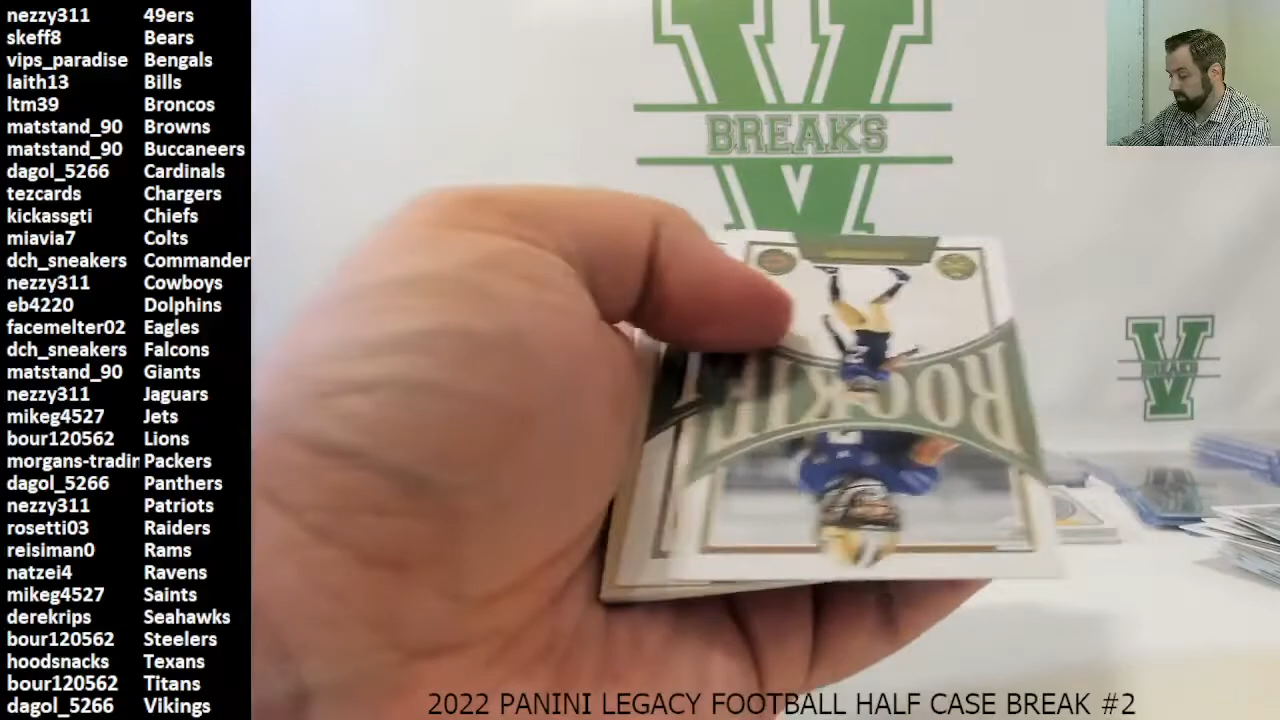 nezzy311 49ers
skeff8 Bears
vips_paradise Bengals
laith13 Bills
ltm39 Broncos
matstand_90 Browns
matstand_90 Buccaneers
dagol_5266 Cardinals
tezcards Chargers
kickassgti Chiefs
miavia7 Colts
dch_sneakers Commander
nezzy311 Cowboys
eb4220 Dolphins
facemelter02 Eagles
dch_sneakers Falcons
matstand_90 Giants
nezzy311 Jaguars
mikeg4527 Jets
bour120562 Lions
morgans-tradin Packers
dagol_5266 Panthers
nezzy311 Patriots
rosetti03 Raiders
reisiman0 Rams
natzei4 Ravens
mikeg4527 Saints
derekrips Seahawks
bour120562 Steelers
hoodsnacks Texans
bour120562 Titans
dagol_5266 Vikings
V
BREAKS
V
BREAKS
ROOKIE
2
2022 PANINI LEGACY FOOTBALL HALF CASE BREAK #2